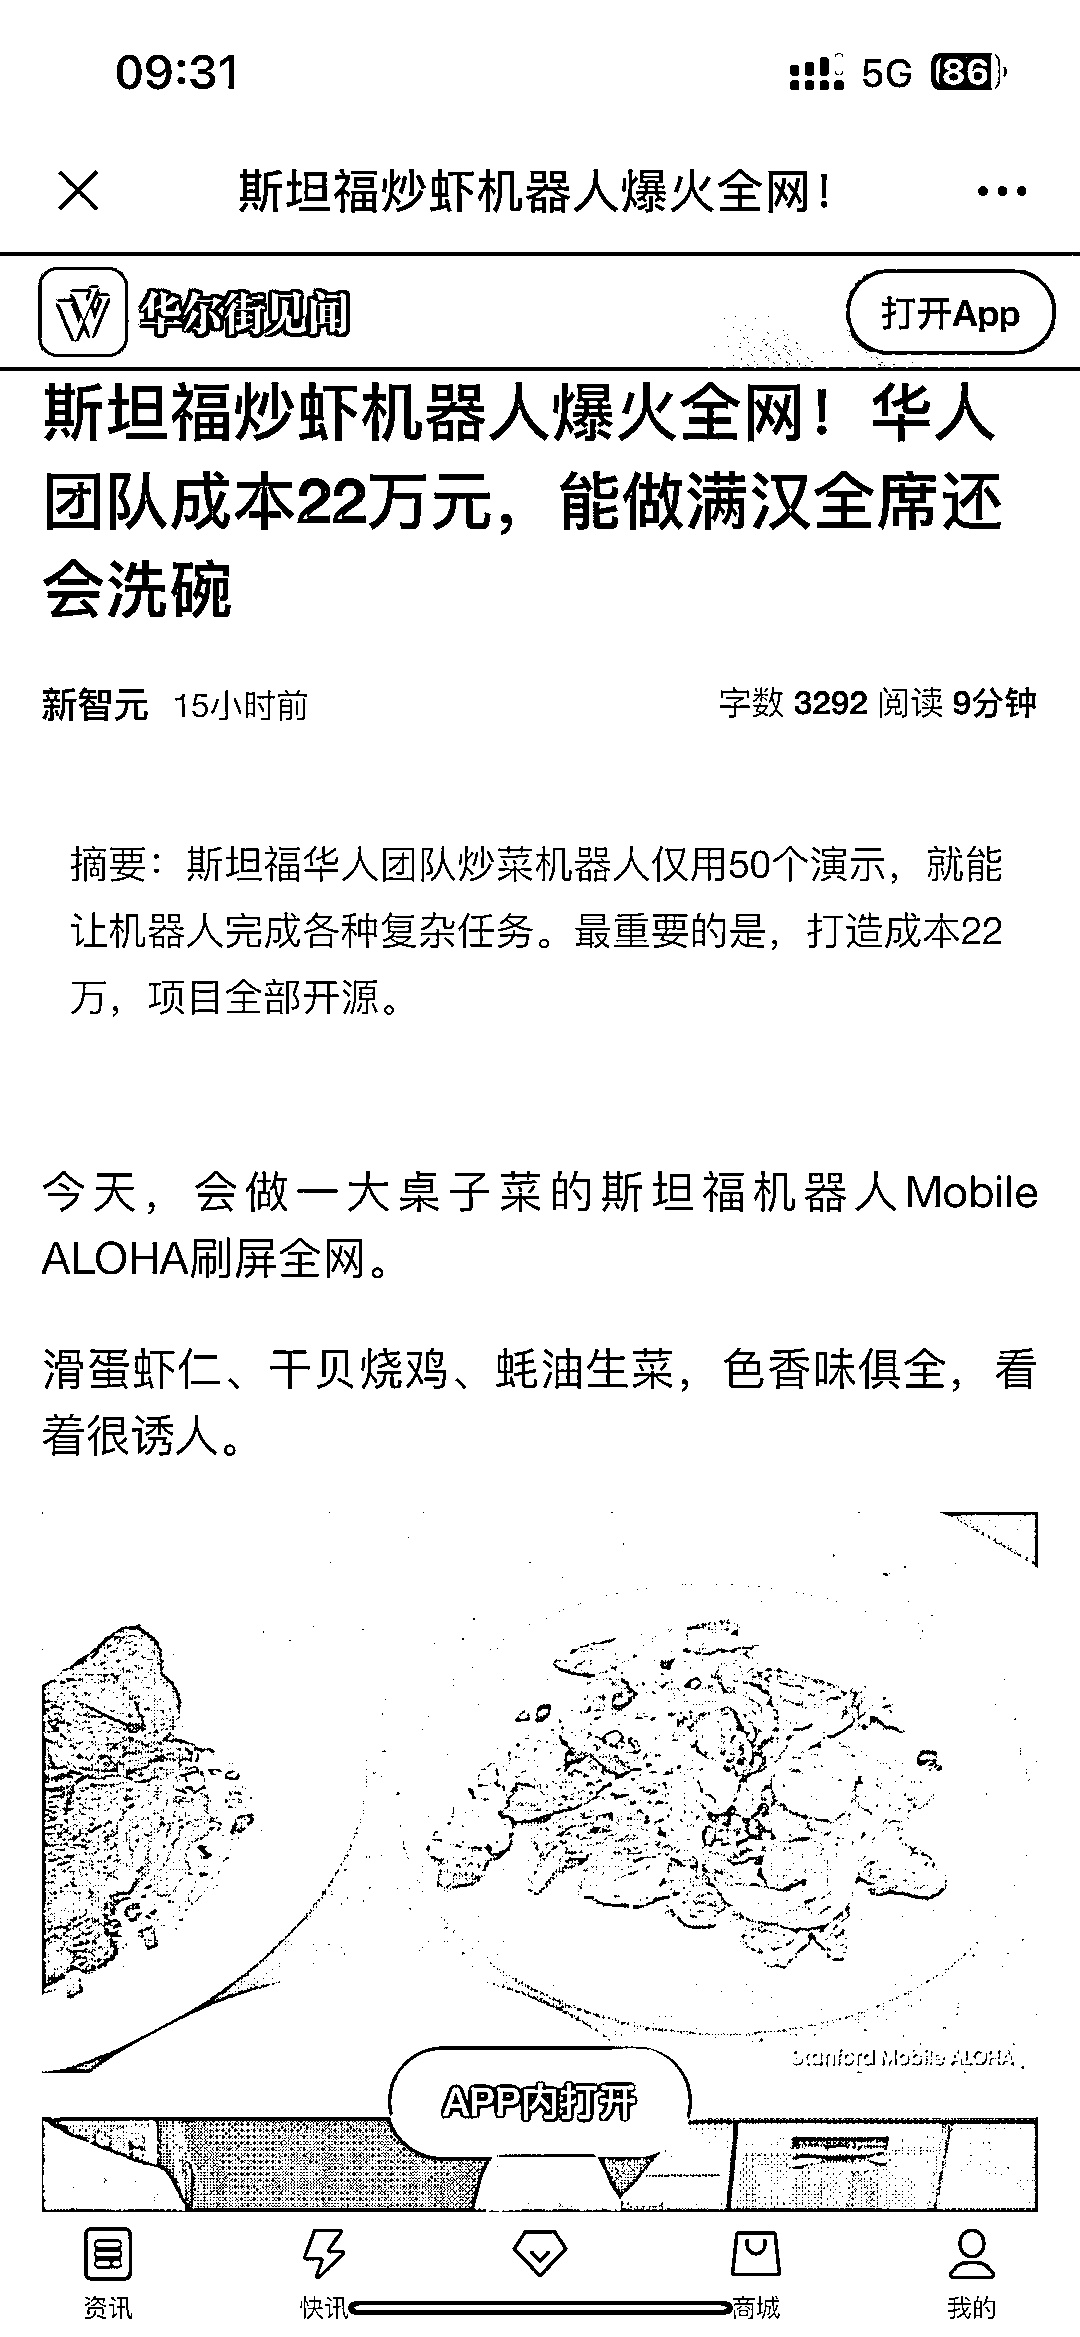 09:31
5G 86
斯坦福炒虾机器人爆火全网！
华尔街见闻
打开App
斯坦福炒虾机器人爆火全网！华人
团队成本22万元，能做满汉全席还
会洗碗
新智元 15小时前
字数 3292 阅读 9分钟
摘要：斯坦福华人团队炒菜机器人仅用50个演示，就能
让机器人完成各种复杂任务。最重要的是，打造成本22
万，项目全部开源。
今天，会做一大桌子菜的斯坦福机器人Mobile
ALOHA刷屏全网。
滑蛋虾仁、干贝烧鸡、蚝油生菜，色香味俱全，看
着很诱人。
Stanford Mobile ALOHA
APP内打开
资讯
快讯
商城
我的